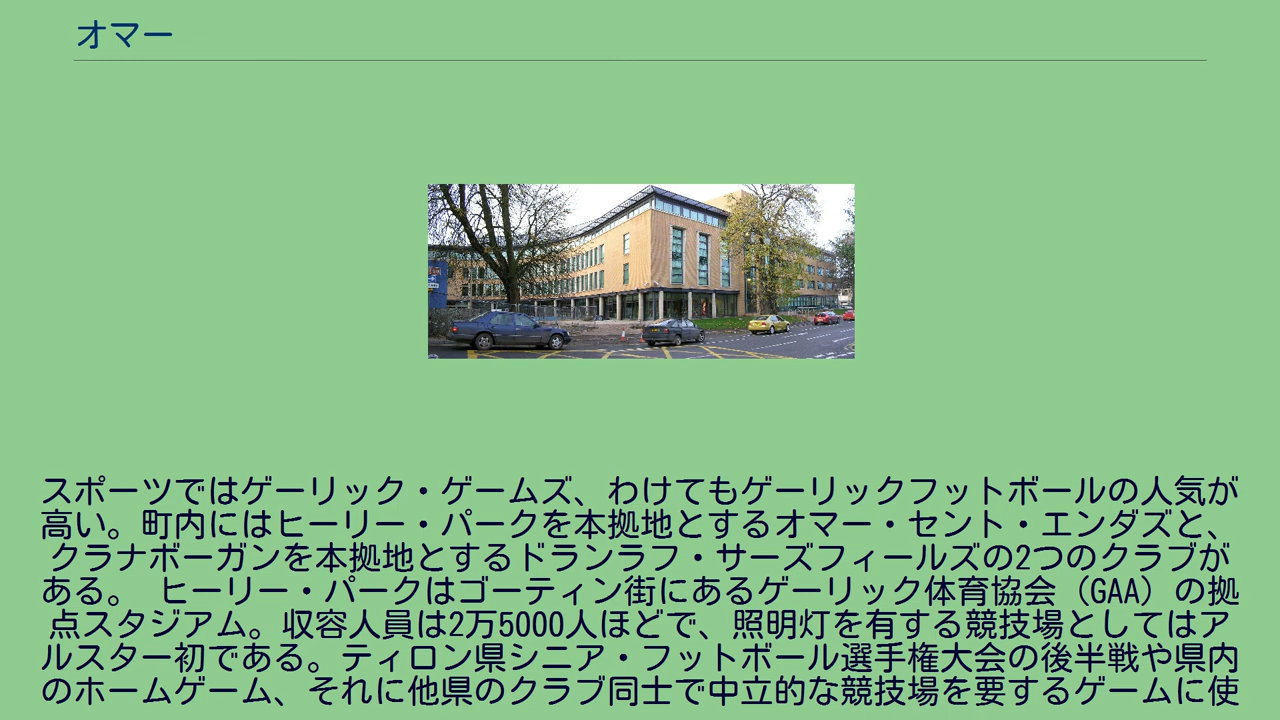 オマー
スポーツではゲーリック・ゲームズ、わけてもゲーリックフットボールの人気が
高い。町内にはヒーリー・パークを本拠地とするオマー・セント・エンダズと、
クラナボーガンを本拠地とするドランラフ・サーズフィールズの2つのクラブが
ある。　ヒーリー・パークはゴーティン街にあるゲーリック体育協会（GAA）の拠
点スタジアム。収容人員は2万5000人ほどで、照明灯を有する競技場としてはア
ルスター初である。ティロン県シニア・フットボール選手権大会の後半戦や県内
のホームゲーム、それに他県のクラブ同士で中立的な競技場を要するゲームに使